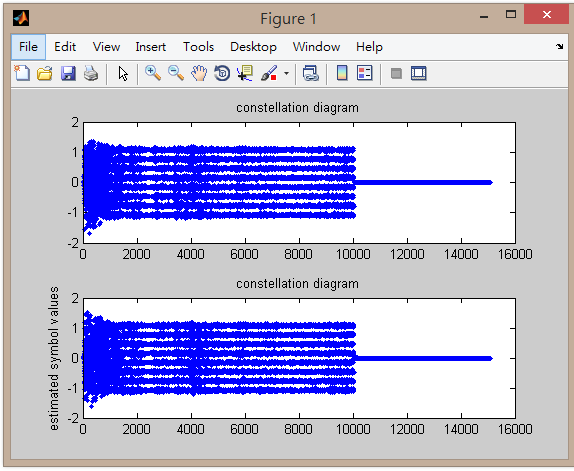 Figure 1
File Edit View Insert Tools Desktop Window Help
constellation diagram
2
1
0
-1
-2
0 2000 4000 6000 8000 10000 12000 14000 16000
constellation diagram
estimated symbol values
2
1
0
-1
-2
0 2000 4000 6000 8000 10000 12000 14000 16000